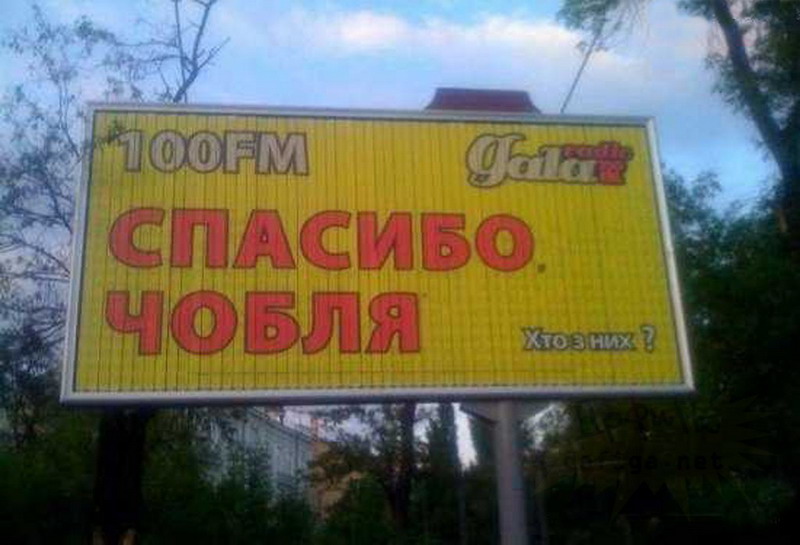 100FM
gala radio
СПАСИБО,
ЧОБЛЯ
Хто з них ?